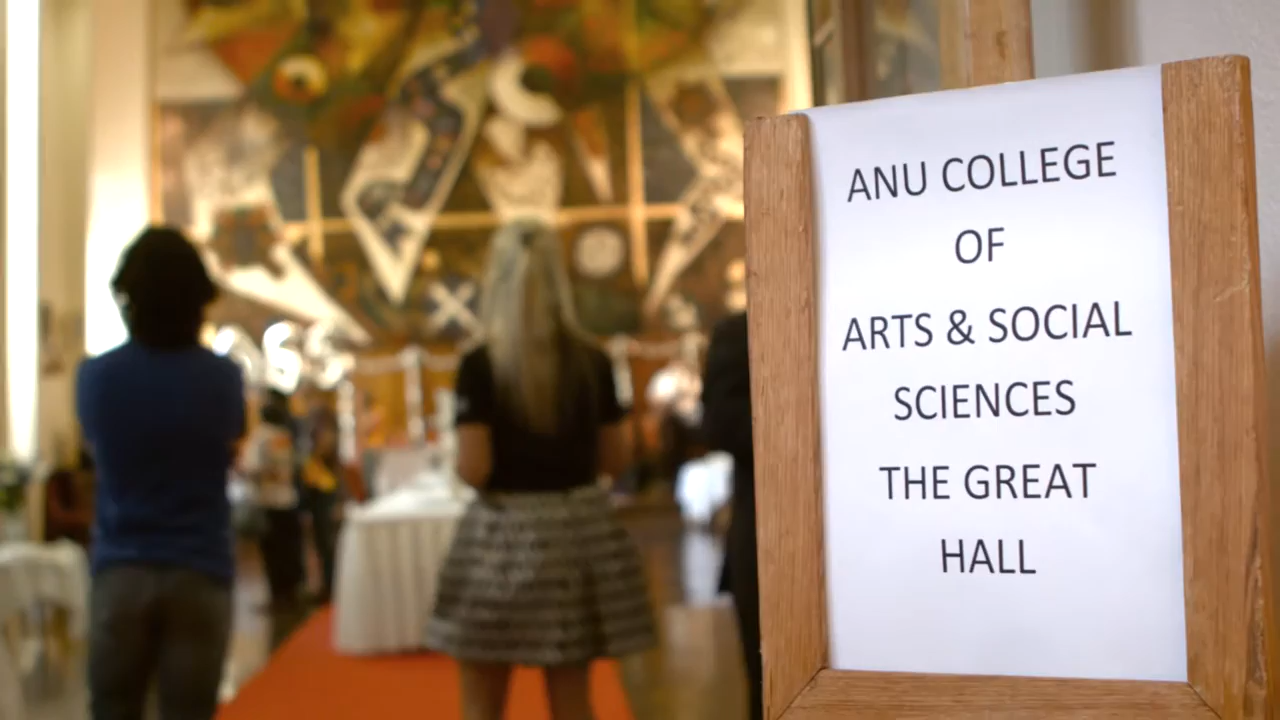 ANU COLLEGE
OF
ARTS & SOCIAL
SCIENCES
THE GREAT
HALL